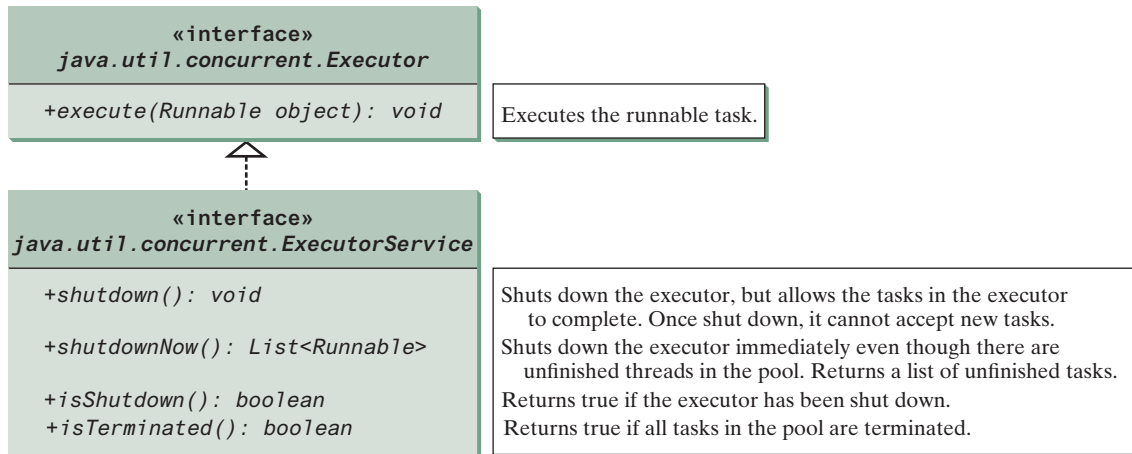 «interface»
java.util.concurrent.Executor
+execute(Runnable object): void
Executes the runnable task.
«interface»
java.util.concurrent.ExecutorService
+shutdown(): void
Shuts down the executor, but allows the tasks in the executor
to complete. Once shut down, it cannot accept new tasks.
+shutdownNow(): List<Runnable>
Shuts down the executor immediately even though there are
unfinished threads in the pool. Returns a list of unfinished tasks.
+isShutdown(): boolean
Returns true if the executor has been shut down.
+isTerminated(): boolean
Returns true if all tasks in the pool are terminated.